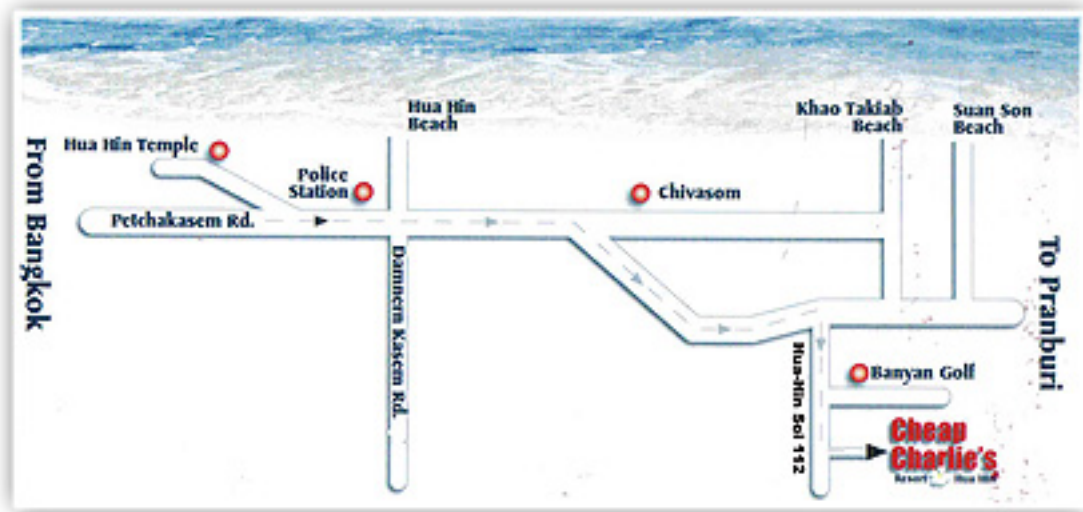 Hua Hin
Beach
Khao Takiab
Beach
Suan Son
Beach
From Bangkok
Hua Hin Temple
Police
Station
Chivasom
Petchakasem Rd.
Damnern Kasem Rd.
To Pranburi
Hua-Hin Soi 112
Banyan Golf
Cheap
Charlie's
Resort Hua Hin